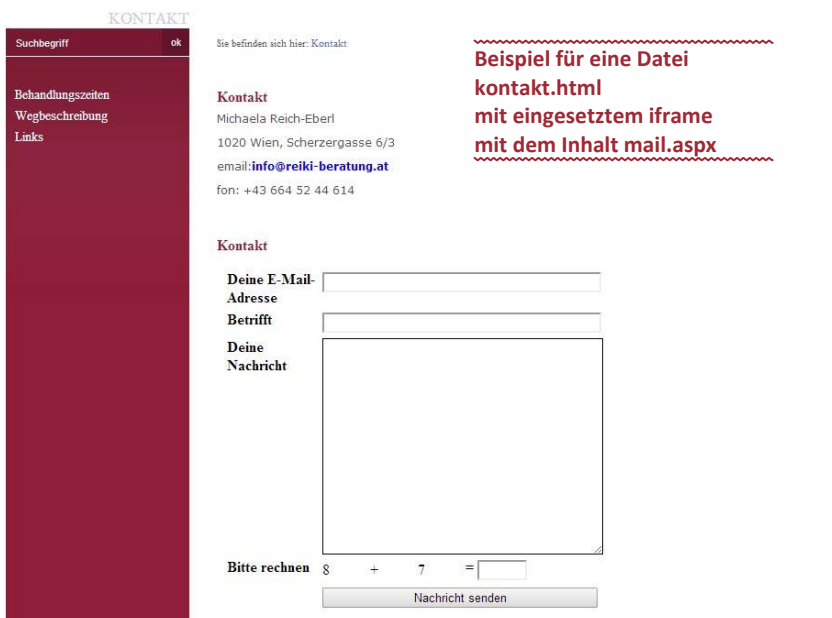 KONTAKT
Suchbegriff ok
Behandlungszeiten
Wegbeschreibung
Links
Sie befinden sich hier: Kontakt
Kontakt
Michaela Reich-Eberl
1020 Wien, Scherzergasse 6/3
email:info@reiki-beratung.at
fon: +43 664 52 44 614
Beispiel für eine Datei
kontakt.html
mit eingesetztem iframe
mit dem Inhalt mail.aspx
Kontakt
Deine E-Mail-
Adresse
Betrifft
Deine
Nachricht
Bitte rechnen 8 + 7 =
Nachricht senden